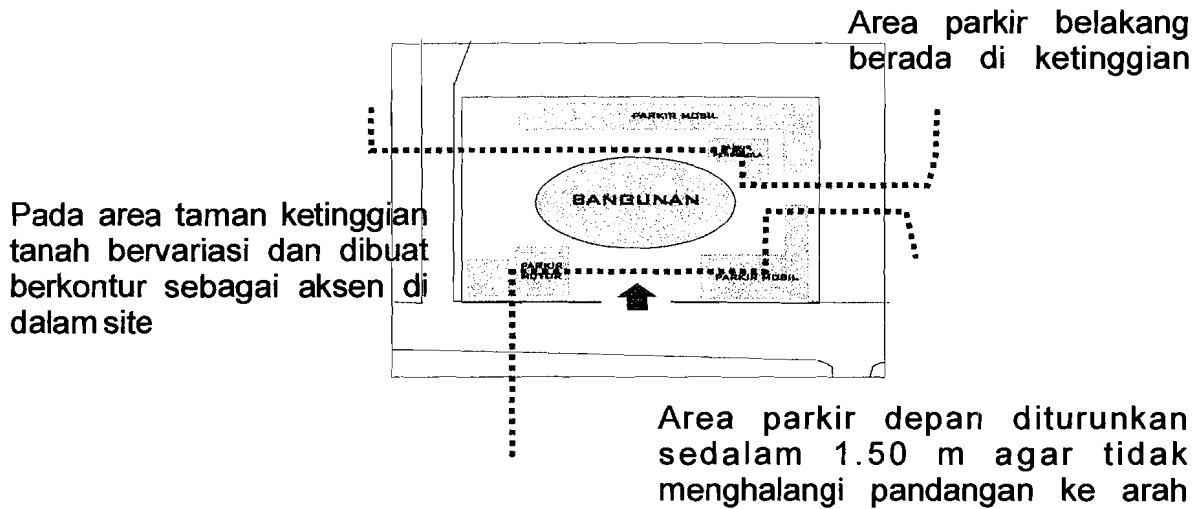 Area parkir belakang
berada di ketinggian
PARKIR MOBIL
BANGUNAN
Pada area taman ketinggian
tanah bervariasi dan dibuat
berkontur sebagai aksen di
dalam site
PARKIR
MOTOR
PARKIR MOBIL
Area parkir depan diturunkan
sedalam 1.50 m agar tidak
menghalangi pandangan ke arah